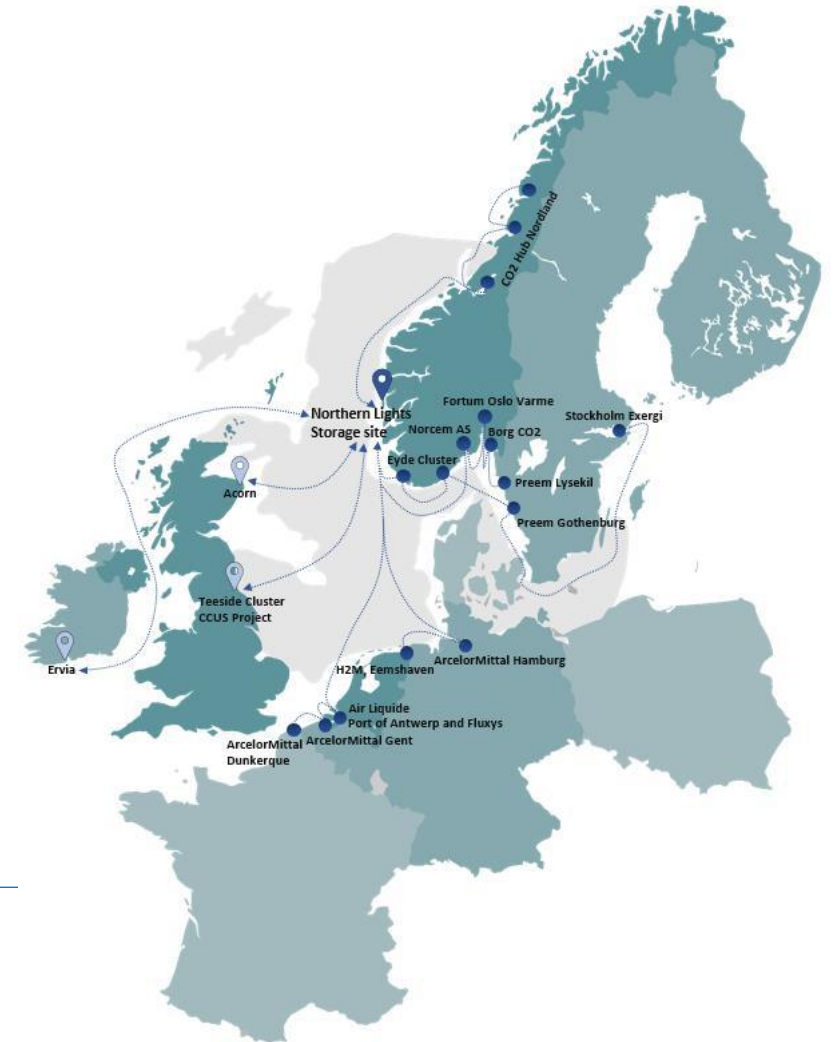 CO2 Hub Nordland
Northern Lights
Storage site
Fortum Oslo Varme
Stockholm Exergi
Norcem AS
Borg CO2
Eyde Cluster
Preem Lysekil
Acorn
Preem Gothenburg
Teeside Cluster
CCUS Project
Ervia
H2M, Eemshaven
ArcelorMittal Hamburg
Air Liquide
Port of Antwerp and Fluxys
ArcelorMittal Gent
ArcelorMittal
Dunkerque